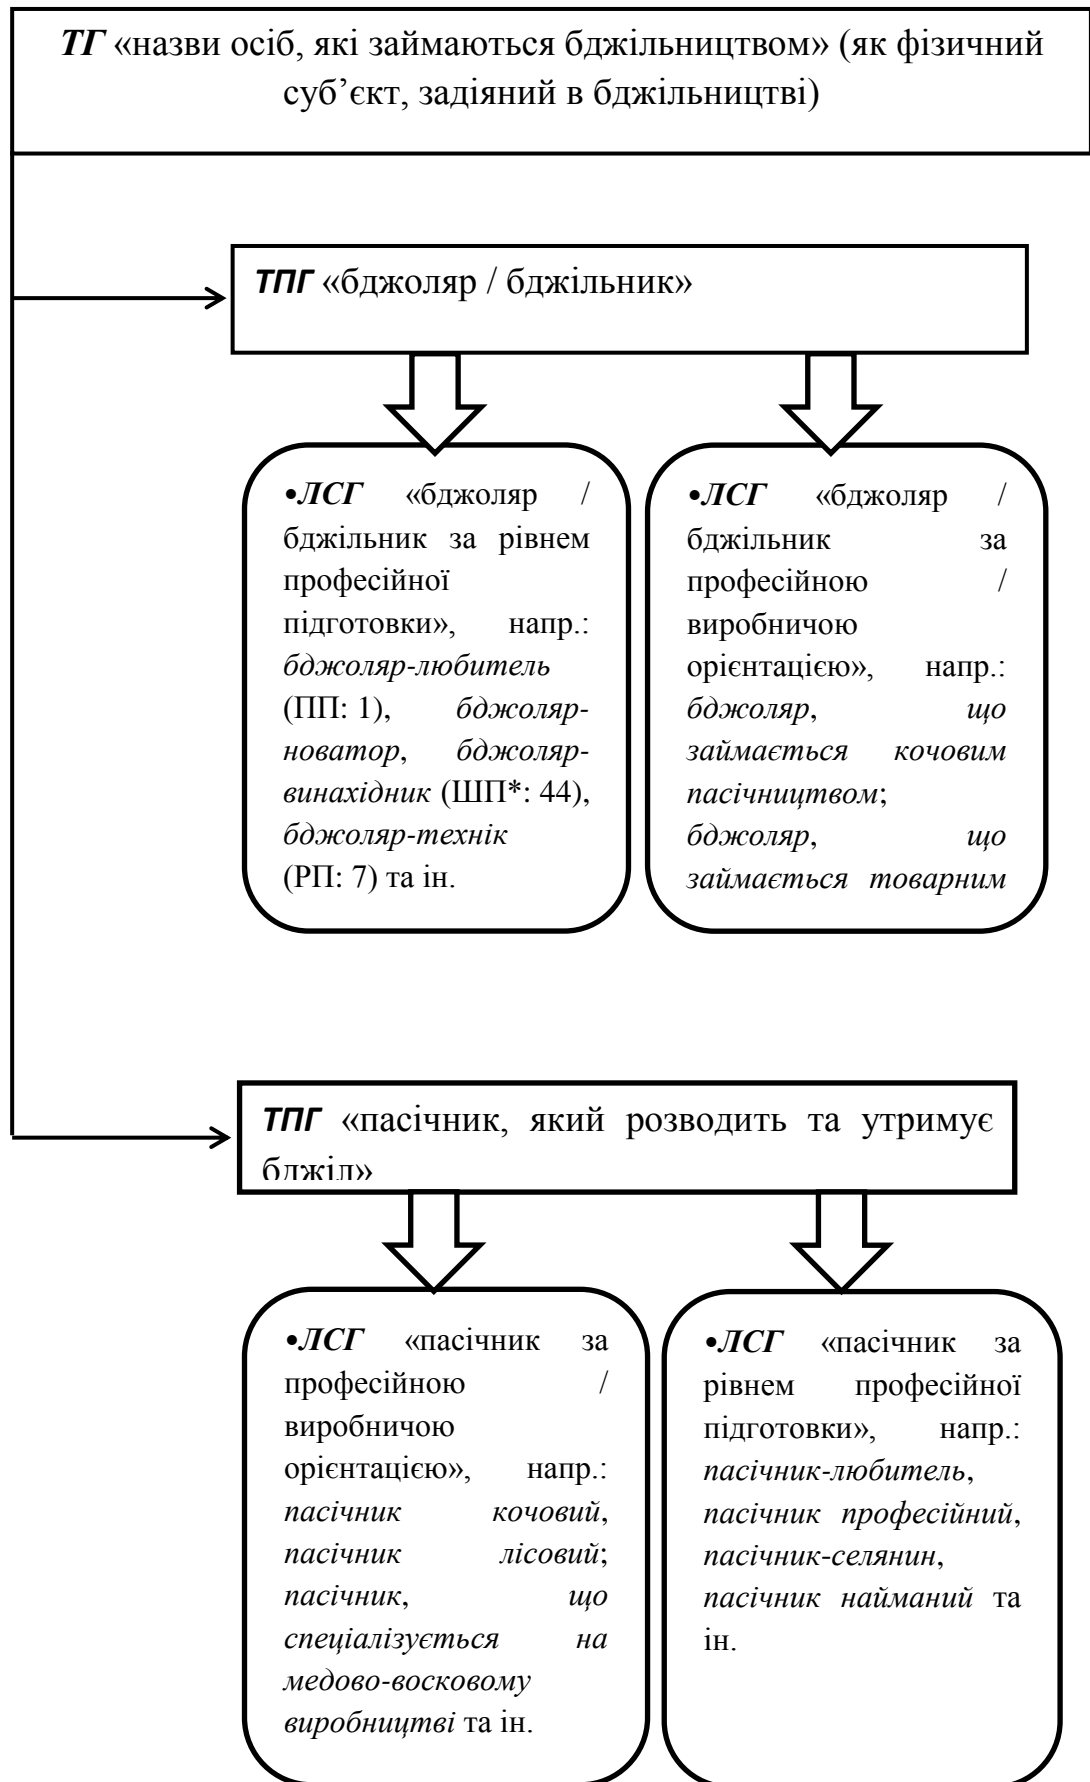 ТГ «назви осіб, які займаються бджільництвом» (як фізичний
суб’єкт, задіяний в бджільництві)
ТПГ «бджоляр / бджільник»
•ЛСГ «бджоляр /
бджільник за рівнем
професійної
підготовки», напр.:
бджоляр-любитель
(ПП: 1), бджоляр-
новатор, бджоляр-
винахідник (ШП*: 44),
бджоляр-технік
(РП: 7) та ін.
•ЛСГ «бджоляр /
бджільник за
професійною /
виробничою
орієнтацією», напр.:
бджоляр, що
займається кочовим
пасічництвом;
бджоляр, що
займається товарним
ТПГ «пасічник, який розводить та утримує
бджіл»
•ЛСГ «пасічник за
професійною /
виробничою
орієнтацією», напр.:
пасічник кочовий,
пасічник лісовий;
пасічник, що
спеціалізується на
медово-восковому
виробництві та ін.
•ЛСГ «пасічник за
рівнем професійної
підготовки», напр.:
пасічник-любитель,
пасічник професійний,
пасічник-селянин,
пасічник найманий та
ін.